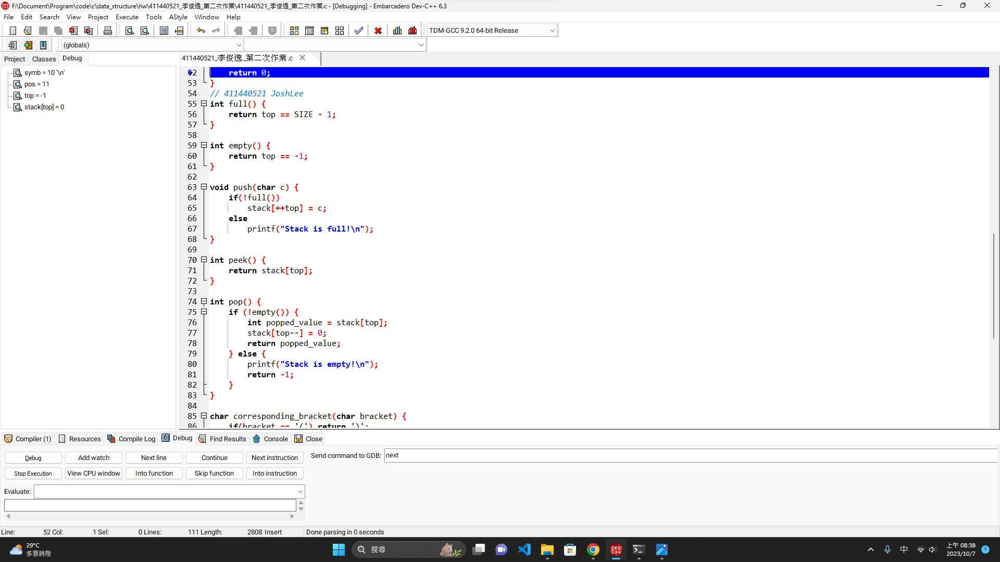 F:\Document\Program\code\c\data_structure\hw\411440521_李俊逸_第二次作業\411440521_李俊逸_第二次作業.c - [Debugging] - Embarcadero Dev-C++ 6.3
File Edit Search View Project Execute Tools AStyle Window Help
TDM-GCC 9.2.0 64-bit Release
(globals)
Project Classes Debug
411440521_李俊逸_第二次作業.c
symb = 10 '\n'
pos = 11
top = -1
stack[top] = 0
52 return 0;
53 }
54 // 411440521 JoshLee
55 int full() {
56 return top == SIZE - 1;
57 }
58
59 int empty() {
60 return top == -1;
61 }
62
63 void push(char c) {
64 if(!full())
65 stack[++top] = c;
66 else
67 printf("Stack is full!\n");
68 }
69
70 int peek() {
71 return stack[top];
72 }
73
74 int pop() {
75 if (!empty()) {
76 int popped_value = stack[top];
77 stack[top--] = 0;
78 return popped_value;
79 } else {
80 printf("Stack is empty!\n");
81 return -1;
82 }
83 }
84
85 char corresponding_bracket(char bracket) {
86 if(bracket == '(') return ')';
Compiler (1) Resources Compile Log Debug Find Results Console Close
Debug Add watch Next line Continue Next instruction
Send command to GDB: next
Stop Execution View CPU window Into function Skip function Into instruction
Evaluate:
Line: 52 Col: 1 Sel: 0 Lines: 111 Length: 2808 Insert Done parsing in 0 seconds
29°C
多雲時陰
搜尋
DEV C++
中
上午 08:38
2023/10/7
1